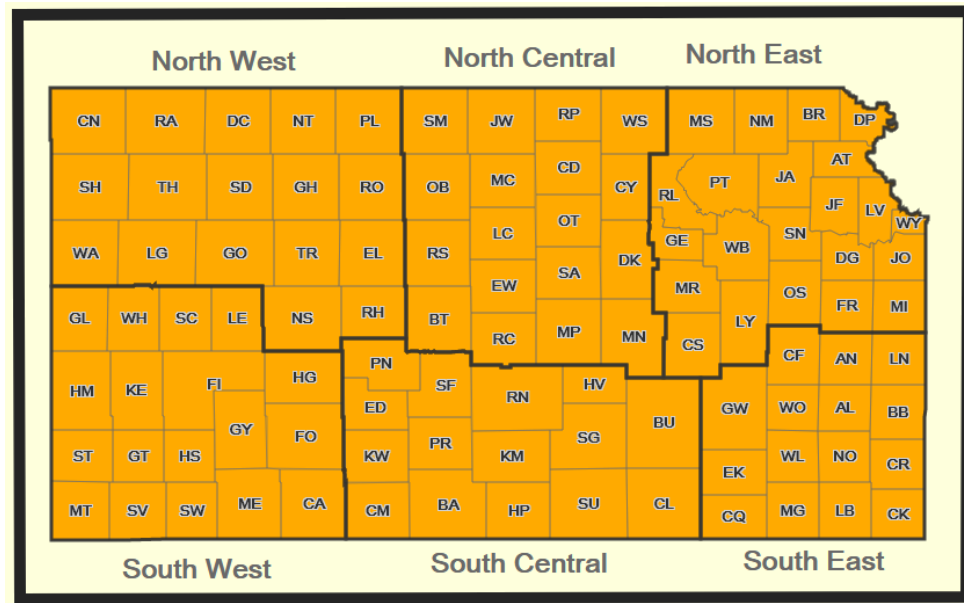 North West North Central North East
CN RA DC NT PL SM JW RP WS MS NM BR DP
SH TH SD GH RO OB MC CD CY RL PT JA AT
JF LV WY
WA LG GO TR EL RS LC OT DK GE WB SN DG JO
GL WH SC LE NS RH BT EW SA MR OS FR MI
RC MP MN CS LY
HM KE FI HG PN SF RN HV BU CF AN LN
GY FO ED GW WO AL BB
ST GT HS KW PR KM SG EK WL NO CR
MT SV SW ME CA CM BA HP SU CL CQ MG LB CK
South West South Central South East